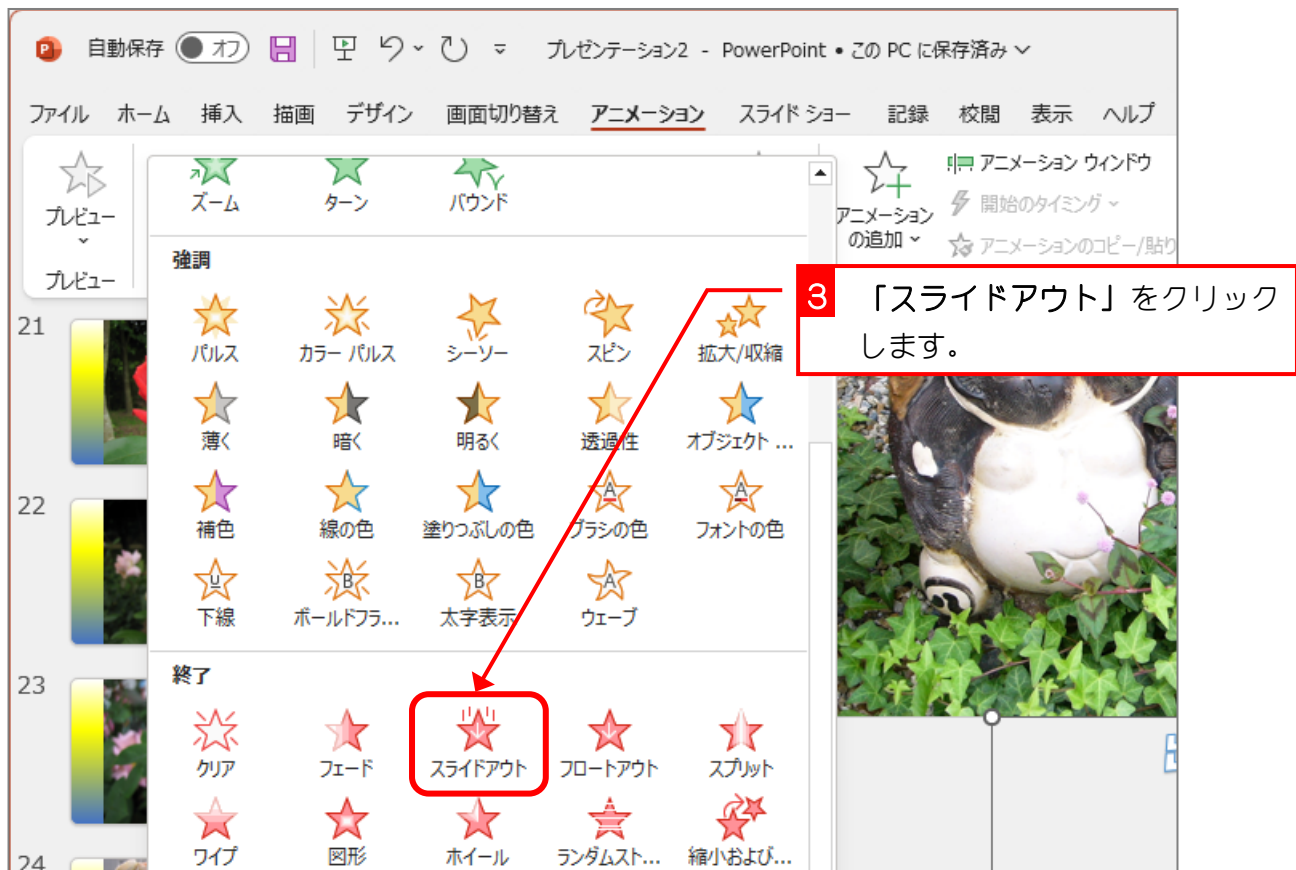 自動保存 オフ プレゼンテーション2 - PowerPoint • この PC に保存済み
ファイル ホーム 挿入 描画 デザイン 画面切り替え アニメーション スライド ショー 記録 校閲 表示 ヘルプ
プレビュー
プレビュー
ズーム ターン バウンド
アニメーション
の追加
アニメーション ウィンドウ
開始のタイミング
アニメーションのコピー/貼り
3 「スライドアウト」をクリック
します。
強調
パルス カラー パルス シーソー スピン 拡大/収縮
薄く 暗く 明るく 透過性 オブジェクト ...
補色 線の色 塗りつぶしの色 ブラシの色 フォントの色
下線 ボールドフラ... 太字表示 ウェーブ
終了
クリア フェード スライドアウト フロートアウト スプリット
ワイプ 図形 ホイール ランダムスト... 縮小および...
21
22
23
24